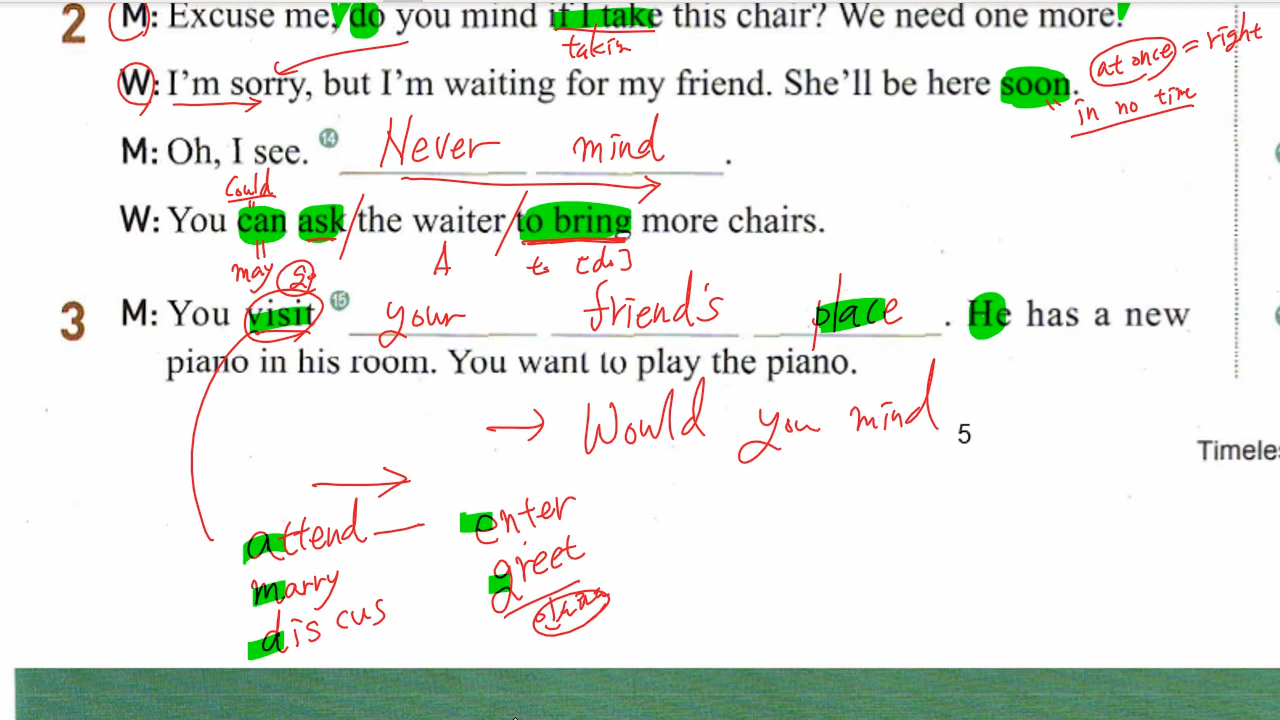 2 M: Excuse me, do you mind if I take this chair? We need one more.
takin
at once = right
W: I'm sorry, but I'm waiting for my friend. She'll be here soon.
in no time
M: Oh, I see. 14 Never mind.
Could
W: You can ask / the waiter / to bring more chairs.
may A to [do]
3 M: You visit 15 your friend's place. He has a new
piano in his room. You want to play the piano.
→ Would you mind
5
Timele
attend — enter
marry greet
discus